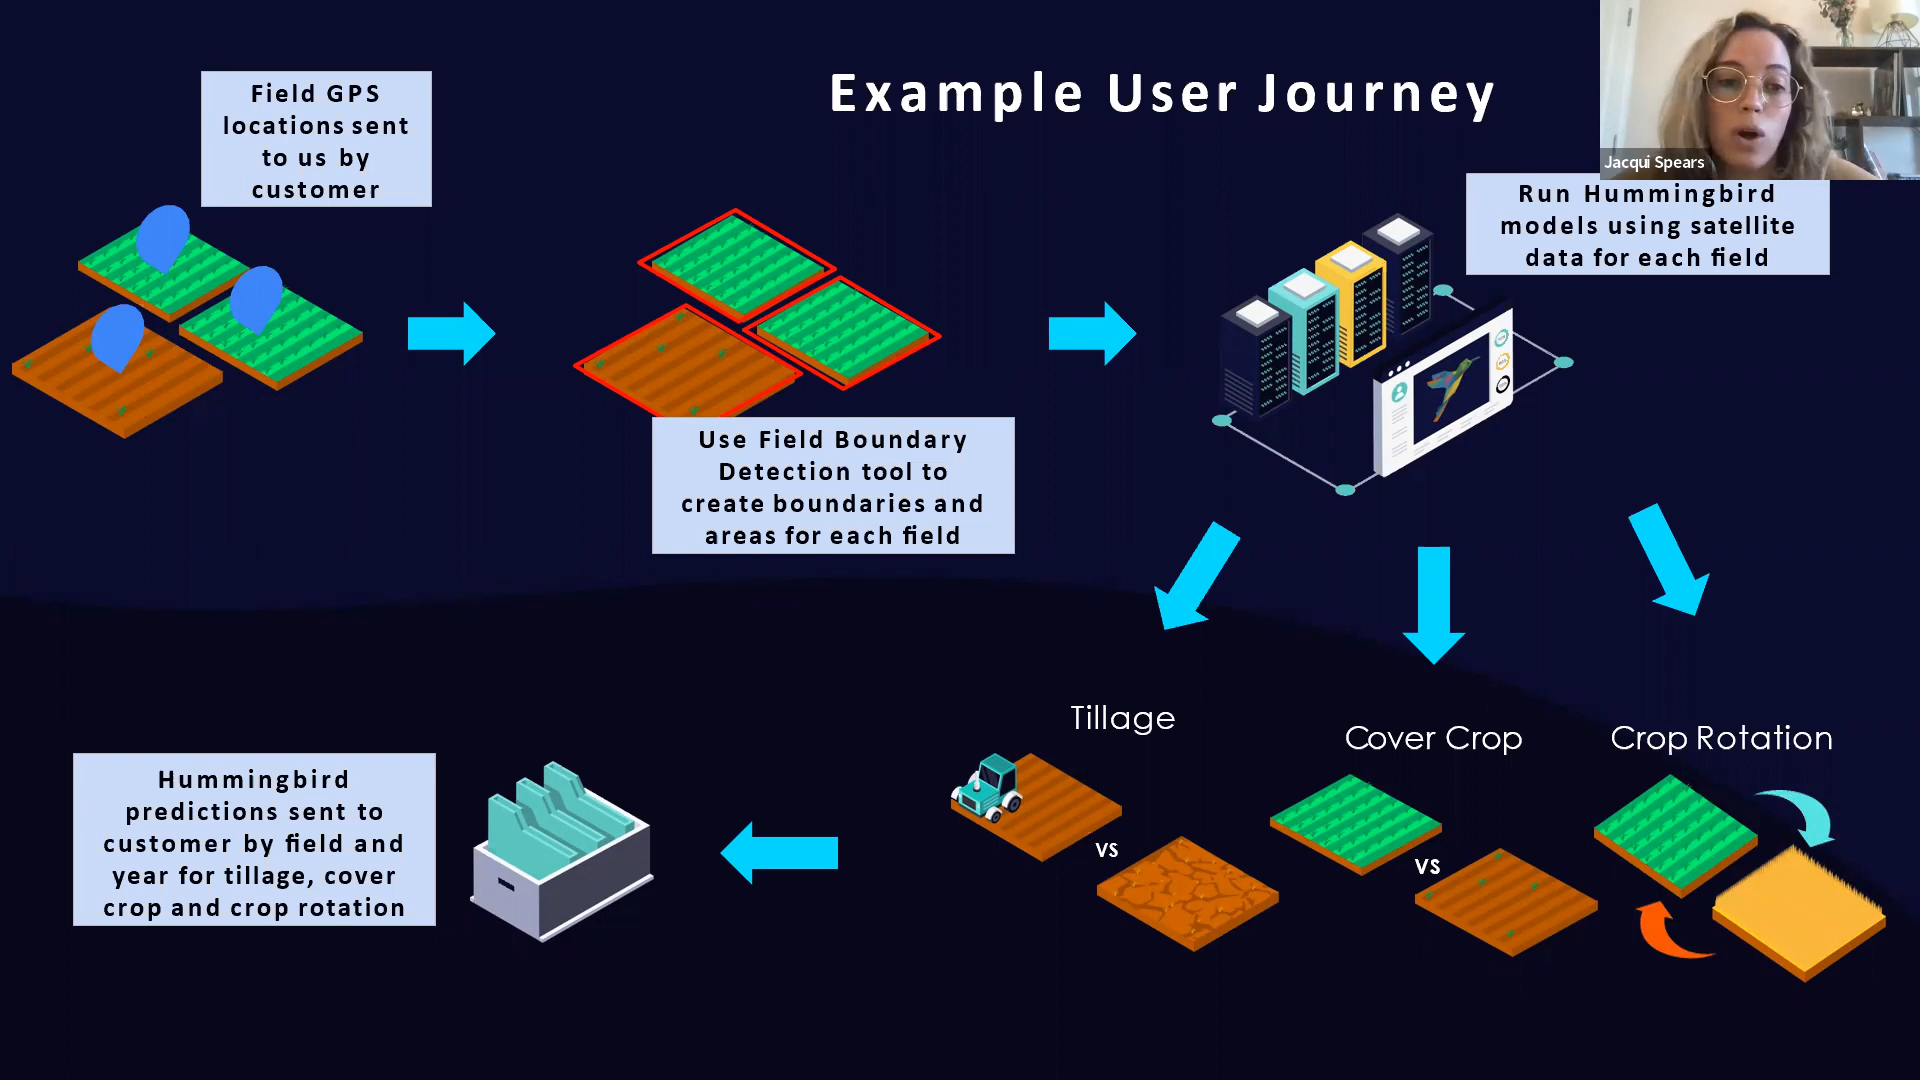 Example User Journey
Field GPS
locations sent
to us by
customer
Jacqui Spears
Run Hummingbird
models using satellite
data for each field
Use Field Boundary
Detection tool to
create boundaries and
areas for each field
Tillage
Cover Crop
Crop Rotation
vs
vs
Hummingbird
predictions sent to
customer by field and
year for tillage, cover
crop and crop rotation